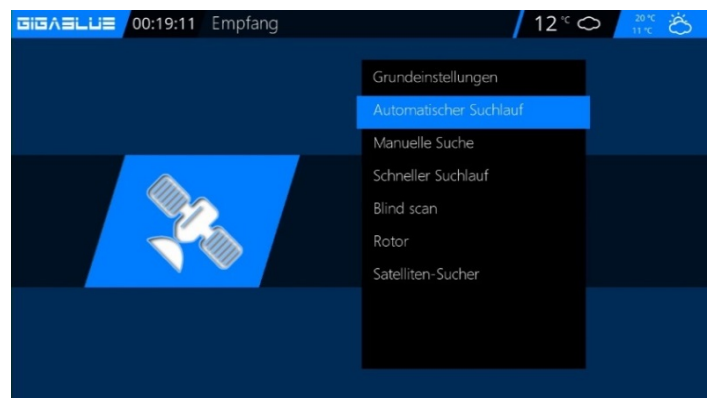 GIGABLUE 00:19:11 Empfang 12 °C 20 °C
11 °C
Grundeinstellungen
Automatischer Suchlauf
Manuelle Suche
Schneller Suchlauf
Blind scan
Rotor
Satelliten-Sucher